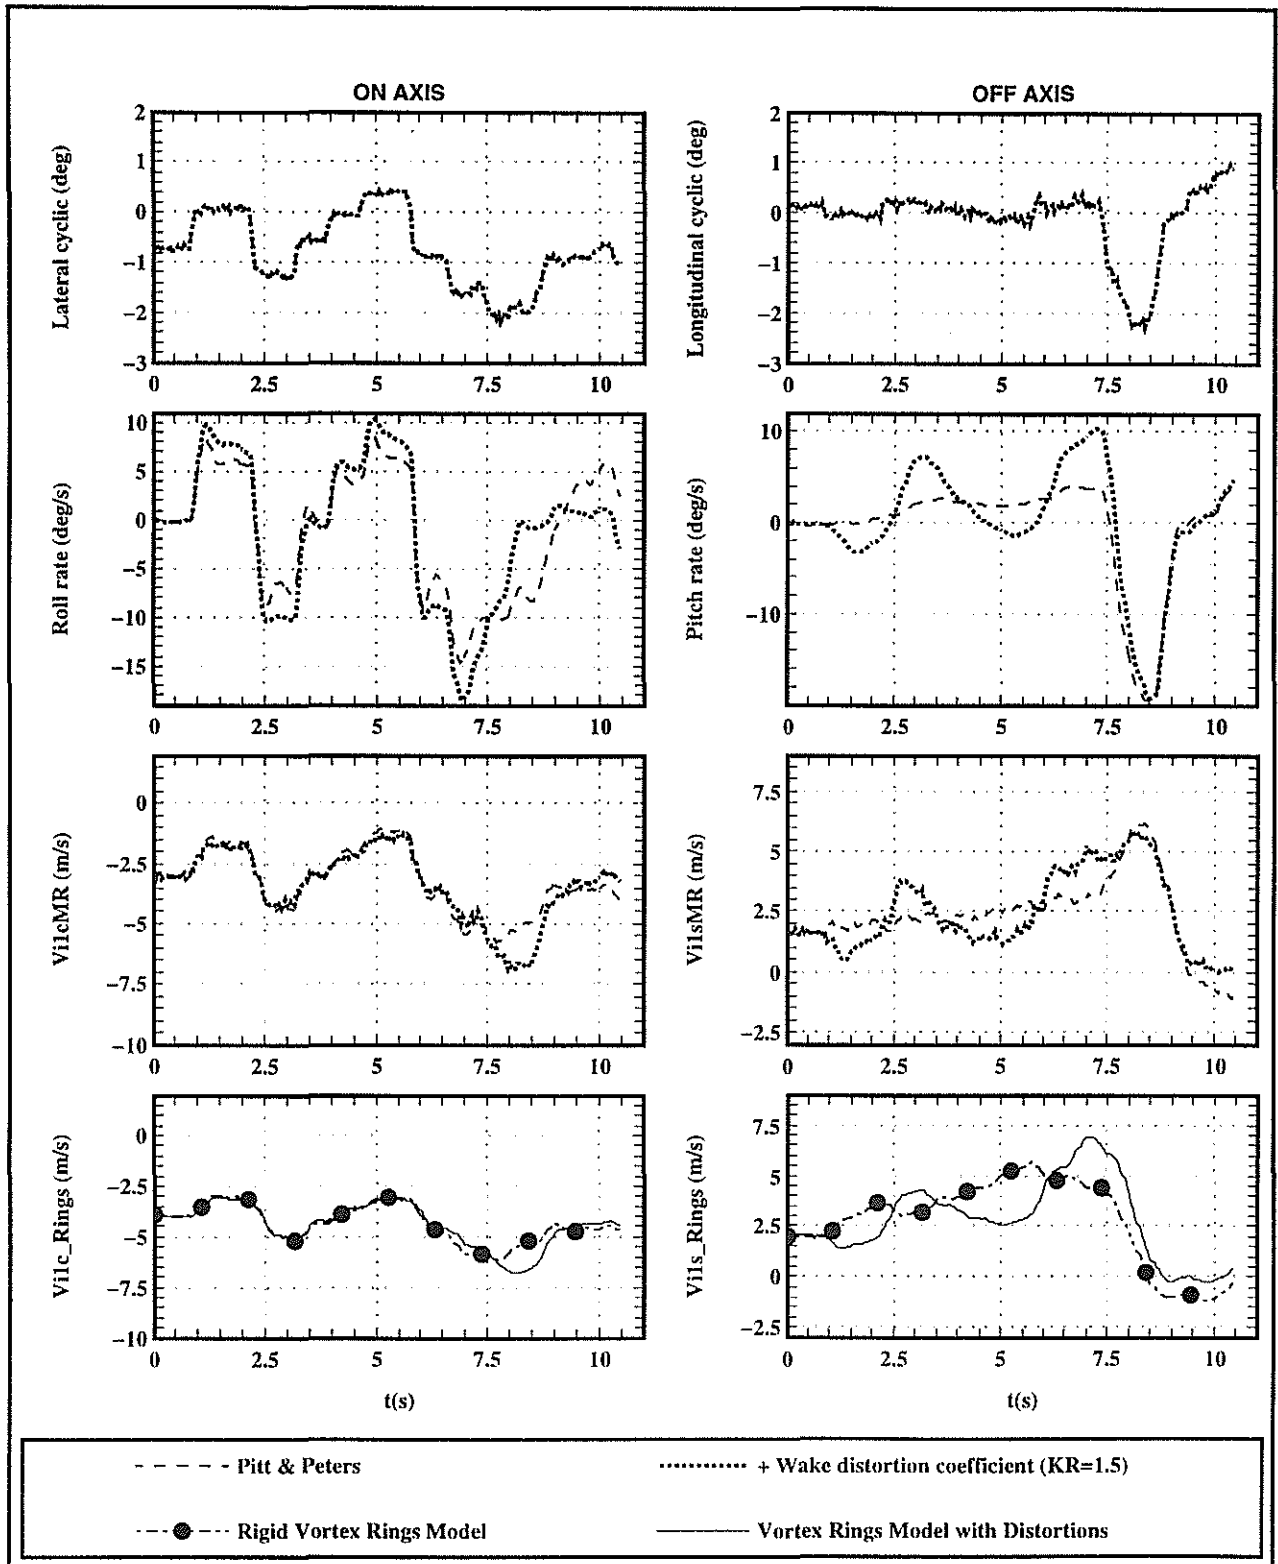 ON AXIS
OFF AXIS
Lateral cyclic (deg)
2
1
0
−1
−2
−3
0 2.5 5 7.5 10
Longitudinal cyclic (deg)
2
1
0
−1
−2
−3
0 2.5 5 7.5 10
Roll rate (deg/s)
10
5
0
−5
−10
−15
0 2.5 5 7.5 10
Pitch rate (deg/s)
10
0
−10
0 2.5 5 7.5 10
Vi1cMR (m/s)
0
−2.5
−5
−7.5
−10
0 2.5 5 7.5 10
Vi1sMR (m/s)
7.5
5
2.5
0
−2.5
0 2.5 5 7.5 10
Vi1c_Rings (m/s)
0
−2.5
−5
−7.5
−10
0 2.5 5 7.5 10
t(s)
Vi1s_Rings (m/s)
7.5
5
2.5
0
−2.5
0 2.5 5 7.5 10
t(s)
Pitt & Peters
+ Wake distortion coefficient (KR=1.5)
Rigid Vortex Rings Model
Vortex Rings Model with Distortions